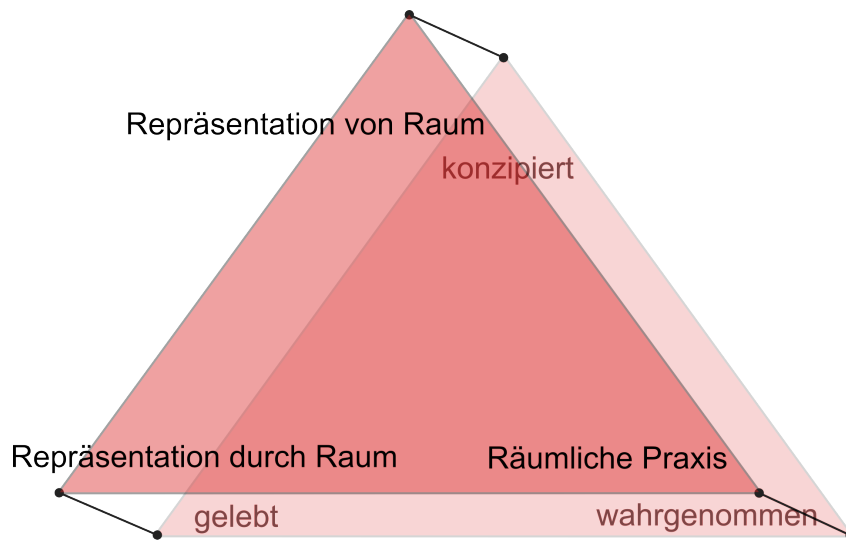 Repräsentation von Raum
konzipiert
Repräsentation durch Raum
Räumliche Praxis
gelebt
wahrgenommen